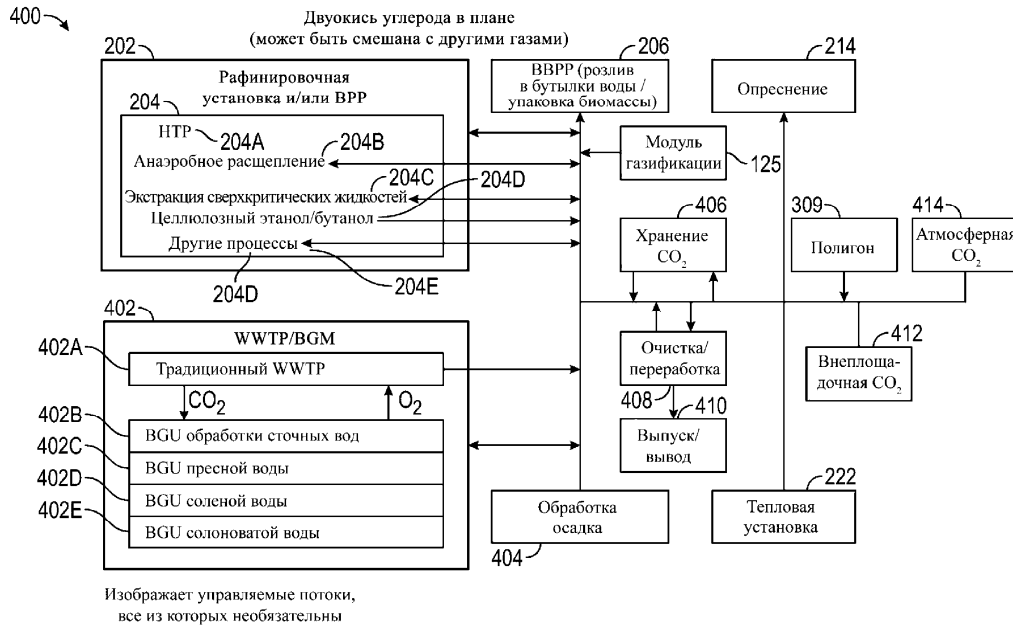 400
Двуокись углерода в плане
(может быть смешана с другими газами)
202
Рафинировочная
установка и/или ВРР
204
НТР
204A
204B
Анаэробное расщепление
204C
Экстракция сверхкритических жидкостей
204D
Целлюлозный этанол/бутанол
Другие процессы
204D
204E
206
ВВРР (розлив
в бутылки воды /
упаковка биомассы)
214
Опреснение
Модуль
газификации
125
406
Хранение
CO2
309
Полигон
414
Атмосферная
CO2
412
Внеплоща-
дочная CO2
Очистка/
переработка
408
410
Выпуск/
вывод
402
WWTP/BGM
402A
Традиционный WWTP
CO2
O2
402B
BGU обработки сточных вод
402C
BGU пресной воды
402D
BGU соленой воды
402E
BGU солоноватой воды
Обработка
осадка
404
222
Тепловая
установка
Изображает управляемые потоки,
все из которых необязательны